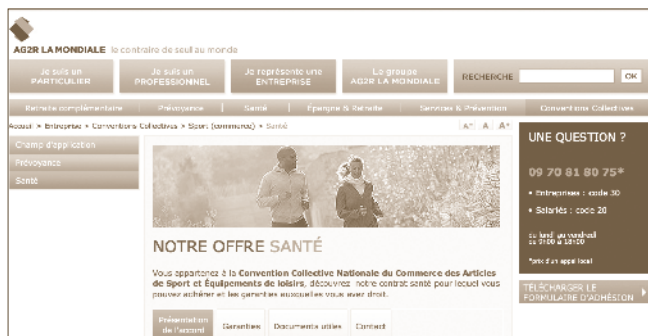 AG2R LA MONDIALE le contraire de seul au monde
Je suis un PARTICULIER
Je suis un PROFESSIONNEL
Je représente une ENTREPRISE
Le groupe AG2R LA MONDIALE
RECHERCHE OK
Retraite complémentaire | Prévoyance | Santé | Épargne & Retraite | Services & Prévention | Conventions Collectives
Accueil > Entreprise > Conventions Collectives > Sport (commerce) > Santé
A+ A A+
Champ d'application
Prévoyance
Santé
NOTRE OFFRE SANTÉ
Vous appartenez à la Convention Collective Nationale du Commerce des Articles
de Sport et Équipements de loisirs, découvrez notre contrat santé pour lequel vous
pouvez adhérer et les garanties auxquelles vous avez droit.
Présentation de l'accord
Garanties
Documents utiles
Contact
UNE QUESTION ?
09 70 81 80 75*
• Entreprises : code 30
• Salariés : code 20
du lundi au vendredi
de 9h00 à 18h00
*prix d'un appel local
TÉLÉCHARGER LE
FORMULAIRE D'ADHÉSION